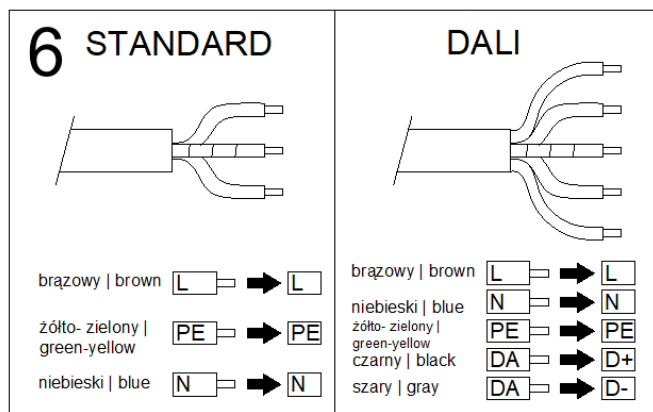 6 STANDARD
brązowy | brown L L
żółto- zielony |
green-yellow PE PE
niebieski | blue N N
DALI
brązowy | brown L L
niebieski | blue N N
żółto- zielony |
green-yellow PE PE
czarny | black DA D+
szary | gray DA D-